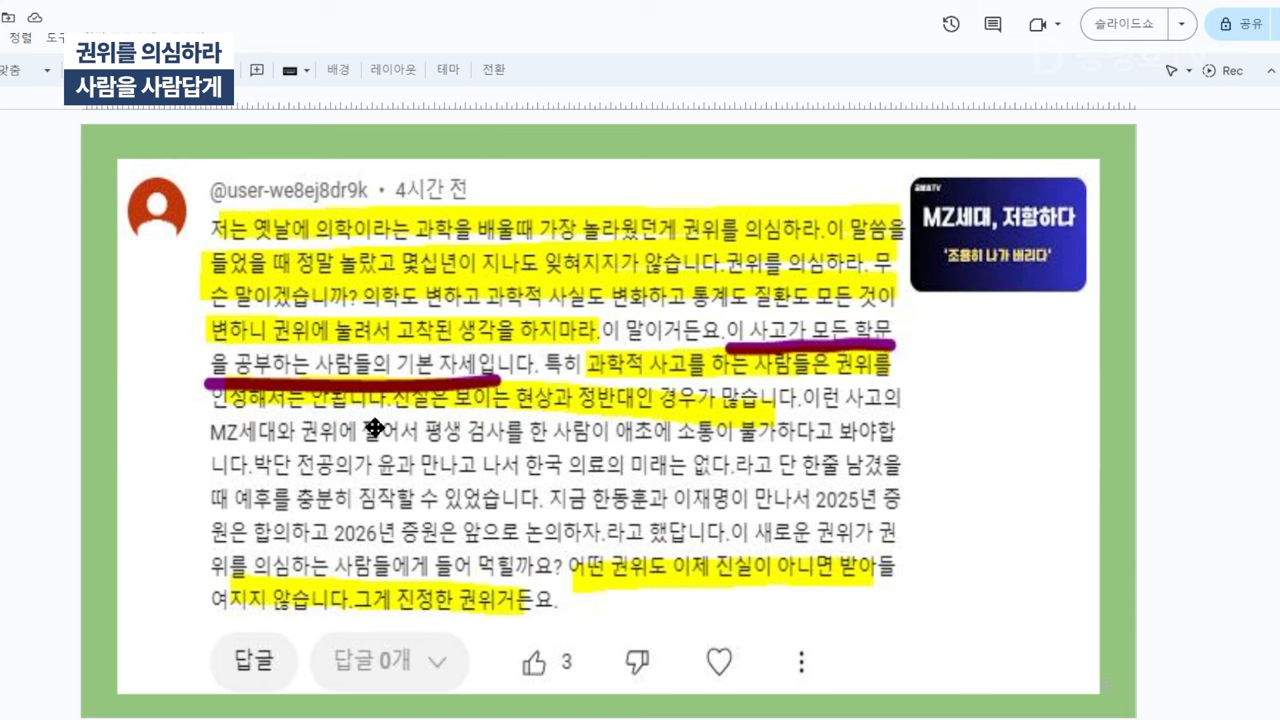 정렬 도구
권위를 의심하라
사람을 사람답게
슬라이드쇼
공유
맞춤
배경
레이아웃
테마
전환
Rec
@user-we8ej8dr9k • 4시간 전
저는 옛날에 의학이라는 과학을 배울때 가장 놀라웠던게 권위를 의심하라.이 말씀을
들었을 때 정말 놀랐고 몇십년이 지나도 잊혀지지가 않습니다.권위를 의심하라. 무
슨 말이겠습니까? 의학도 변하고 과학적 사실도 변화하고 통계도 질환도 모든 것이
변하니 권위에 눌려서 고착된 생각을 하지마라.이 말이거든요.이 사고가 모든 학문
을 공부하는 사람들의 기본 자세입니다. 특히 과학적 사고를 하는 사람들은 권위를
인정해서는 안됩니다.진실은 보이는 현상과 정반대인 경우가 많습니다.이런 사고의
MZ세대와 권위에 어서 평생 검사를 한 사람이 애초에 소통이 불가하다고 봐야합
니다.박단 전공의가 윤과 만나고 나서 한국 의료의 미래는 없다.라고 단 한줄 남겼을
때 예후를 충분히 짐작할 수 있었습니다. 지금 한동훈과 이재명이 만나서 2025년 증
원은 합의하고 2026년 증원은 앞으로 논의하자.라고 했답니다.이 새로운 권위가 권
위를 의심하는 사람들에게 들어 먹힐까요? 어떤 권위도 이제 진실이 아니면 받아들
여지지 않습니다.그게 진정한 권위거든요.
MZ세대, 저항하다
'조용히 나가 버리다'
답글
답글 0개
3